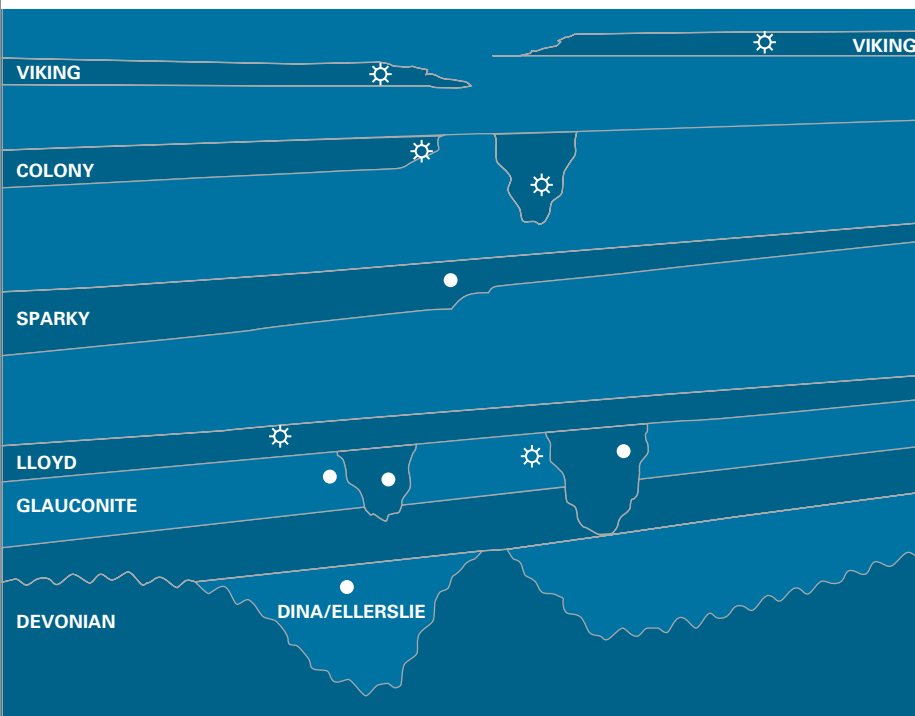 VIKING
VIKING
COLONY
SPARKY
LLOYD
GLAUCONITE
DINA/ELLERSLIE
DEVONIAN